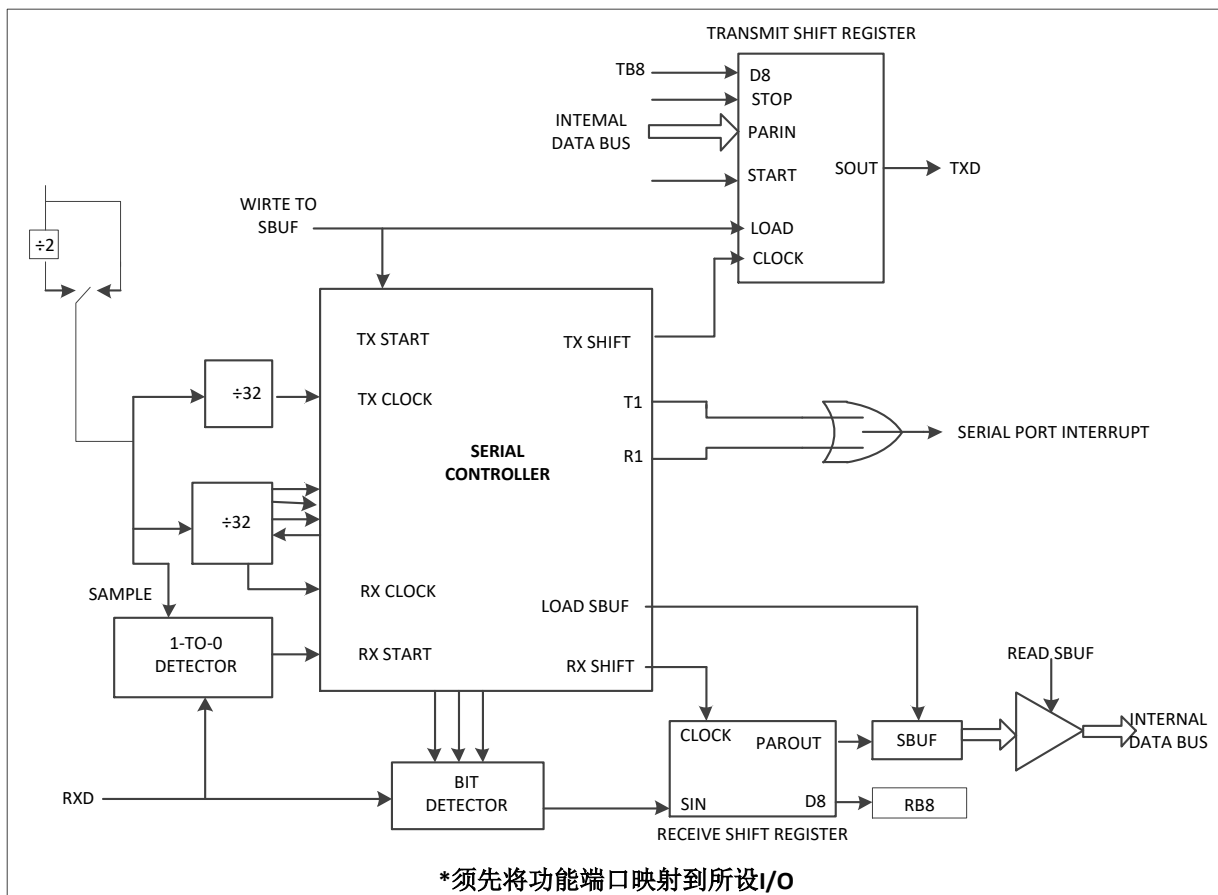 TRANSMIT SHIFT REGISTER
TB8
D8
STOP
INTEMAL
DATA BUS
PARIN
START
SOUT
TXD
WIRTE TO
SBUF
LOAD
CLOCK
÷2
TX START
TX SHIFT
÷32
TX CLOCK
T1
SERIAL PORT INTERRUPT
R1
SERIAL
CONTROLLER
÷32
SAMPLE
RX CLOCK
LOAD SBUF
1-TO-0
DETECTOR
RX START
RX SHIFT
READ SBUF
CLOCK
PAROUT
SBUF
INTERNAL
DATA BUS
RXD
BIT
DETECTOR
SIN
D8
RB8
RECEIVE SHIFT REGISTER
*须先将功能端口映射到所设I/O